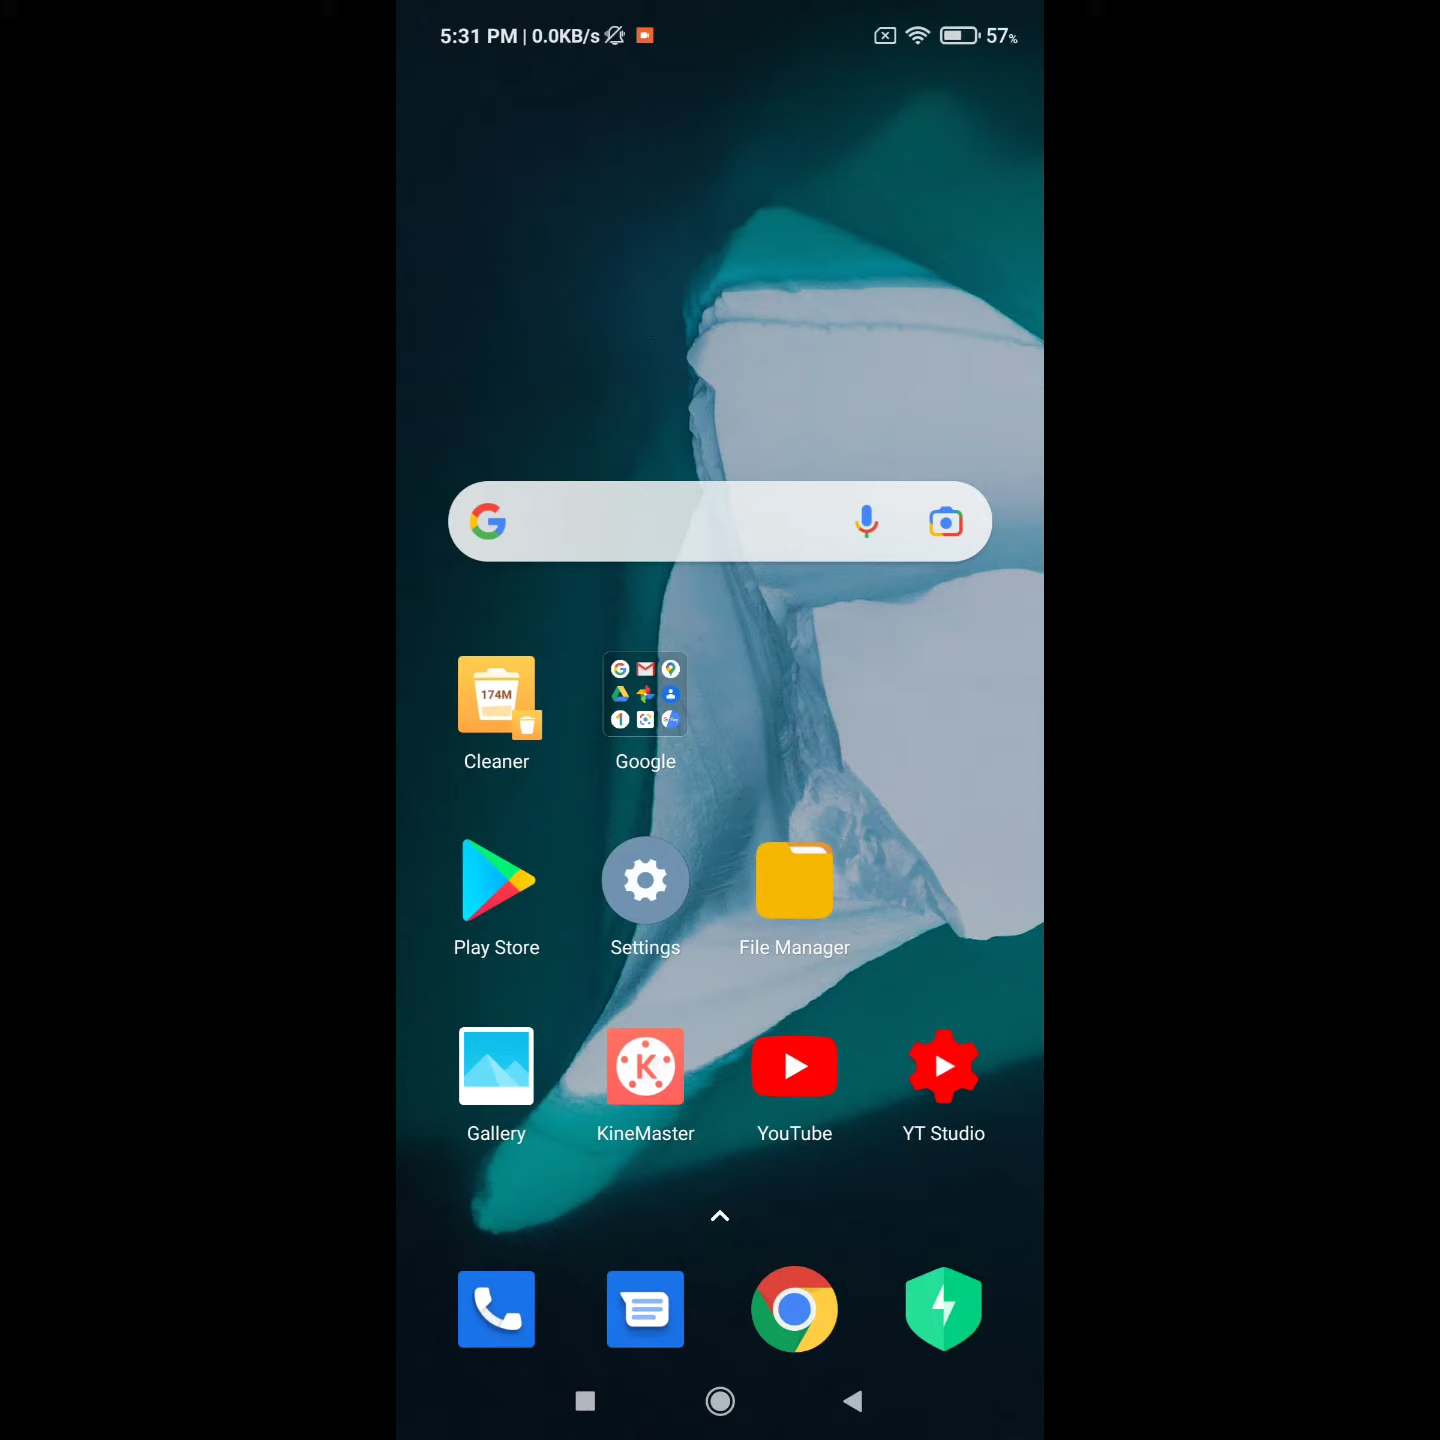 5:31 PM | 0.0KB/s 57%
174M
Cleaner Google
Play Store Settings File Manager
K
Gallery KineMaster YouTube YT Studio